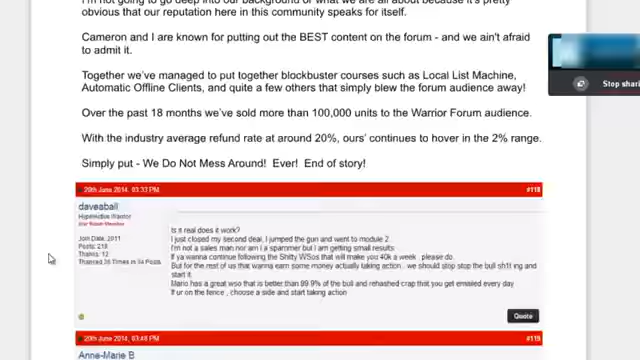 I'm not going to go deep into our background or what we are all about because it's pretty
obvious that our reputation here in this community speaks for itself.
Cameron and I are known for putting out the BEST content on the forum - and we ain't afraid
to admit it.
Together we've managed to put together blockbuster courses such as Local List Machine,
Automatic Offline Clients, and quite a few others that simply blew the forum audience away!
Over the past 18 months we've sold more than 100,000 units to the Warrior Forum audience.
With the industry average refund rate at around 20%, ours' continues to hover in the 2% range.
Simply put - We Do Not Mess Around! Ever! End of story!
20th June 2014, 03:33 PM
#118
daveaball
HyperActive Warrior
War Room Member
Join Date: 2011
Posts: 219
Thanks: 12
Thanked 36 Times in 34 Posts
Is it real does it work?
I just closed my second deal, I jumped the gun and went to module 2
I'm not a sales man nor am I a spammer but I am getting small results
If ya wanna continue following the Shitty WSos that will make you 40k a week , please do.
But for the rest of us that wanna earn some money actually taking action , we should stop stop the bull sh1t ing and
start it
Mario has a great wso that is better than 99.9% of the bull and rehashed crap that you get emailed every day
If ur on the fence , choose a side and start taking action
Quote
20th June 2014, 03:48 PM
#119
Anne-Marie B
Stop shari